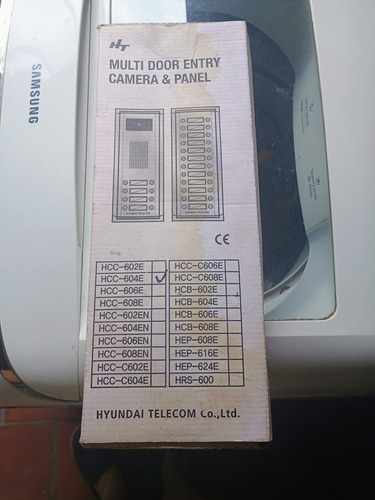 SAMSUNG
HT
MULTI DOOR ENTRY
CAMERA & PANEL
CE
HCC-602E HCC-C606E
HCC-604E ✓ HCC-C608E
HCC-606E HCB-602E
HCC-608E HCB-604E
HCC-602EN HCB-606E
HCC-604EN HCB-608E
HCC-606EN HEP-608E
HCC-608EN HEP-616E
HCC-C602E HEP-624E
HCC-C604E HRS-600
HYUNDAI TELECOM Co.,Ltd.